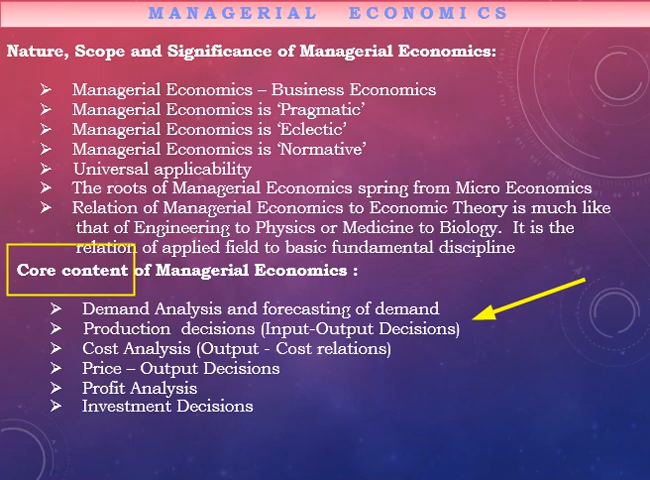 MANAGERIAL ECONOMICS
Nature, Scope and Significance of Managerial Economics:
Managerial Economics – Business Economics
Managerial Economics is ‘Pragmatic’
Managerial Economics is ‘Eclectic’
Managerial Economics is ‘Normative’
Universal applicability
The roots of Managerial Economics spring from Micro Economics
Relation of Managerial Economics to Economic Theory is much like
that of Engineering to Physics or Medicine to Biology. It is the
relation of applied field to basic fundamental discipline
Core content of Managerial Economics :
Demand Analysis and forecasting of demand
Production decisions (Input-Output Decisions)
Cost Analysis (Output - Cost relations)
Price – Output Decisions
Profit Analysis
Investment Decisions